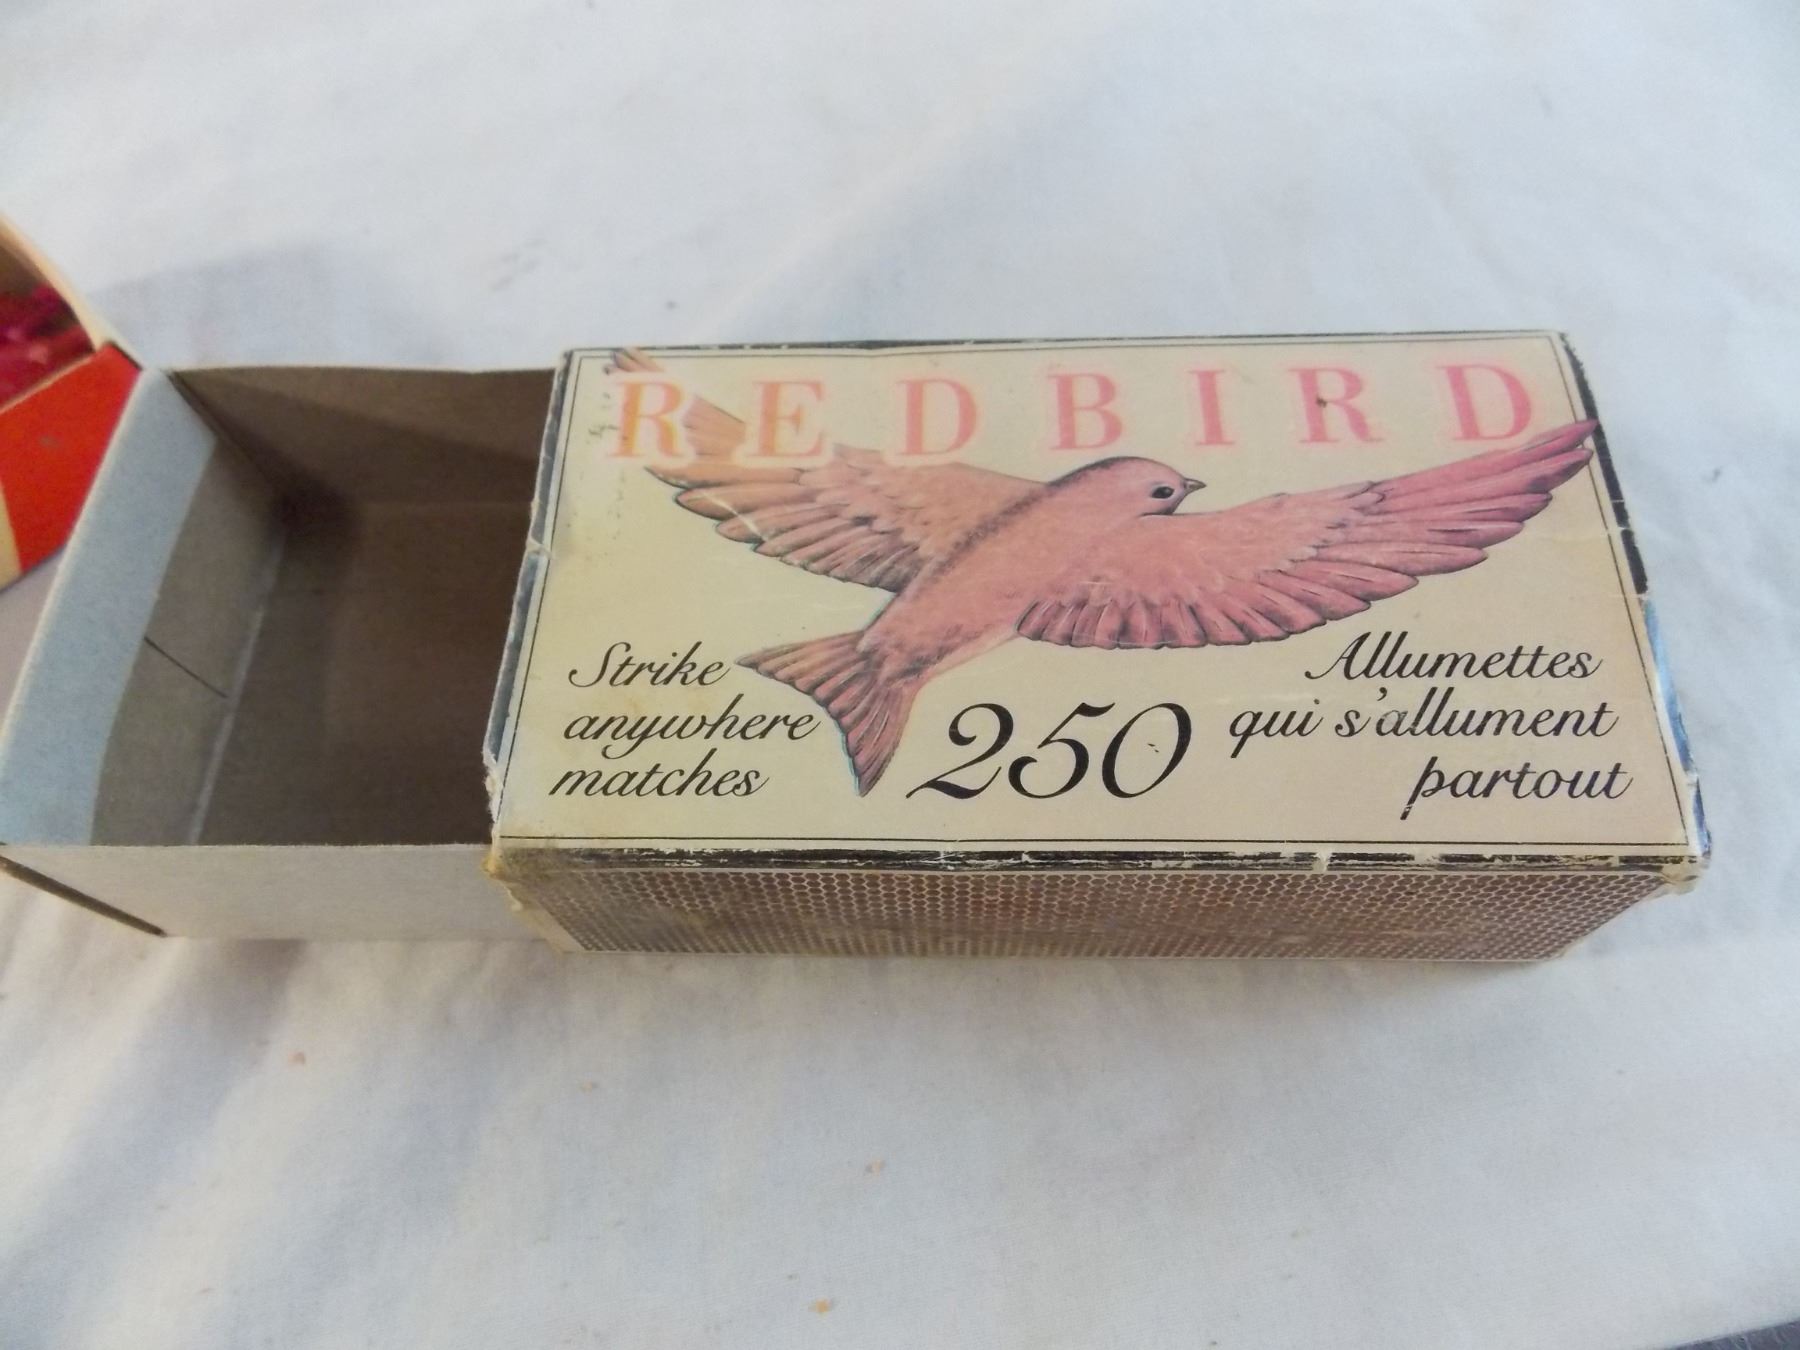 REDBIRD
Strike
anywhere
matches
250
Allumettes
qui s'allument
partout